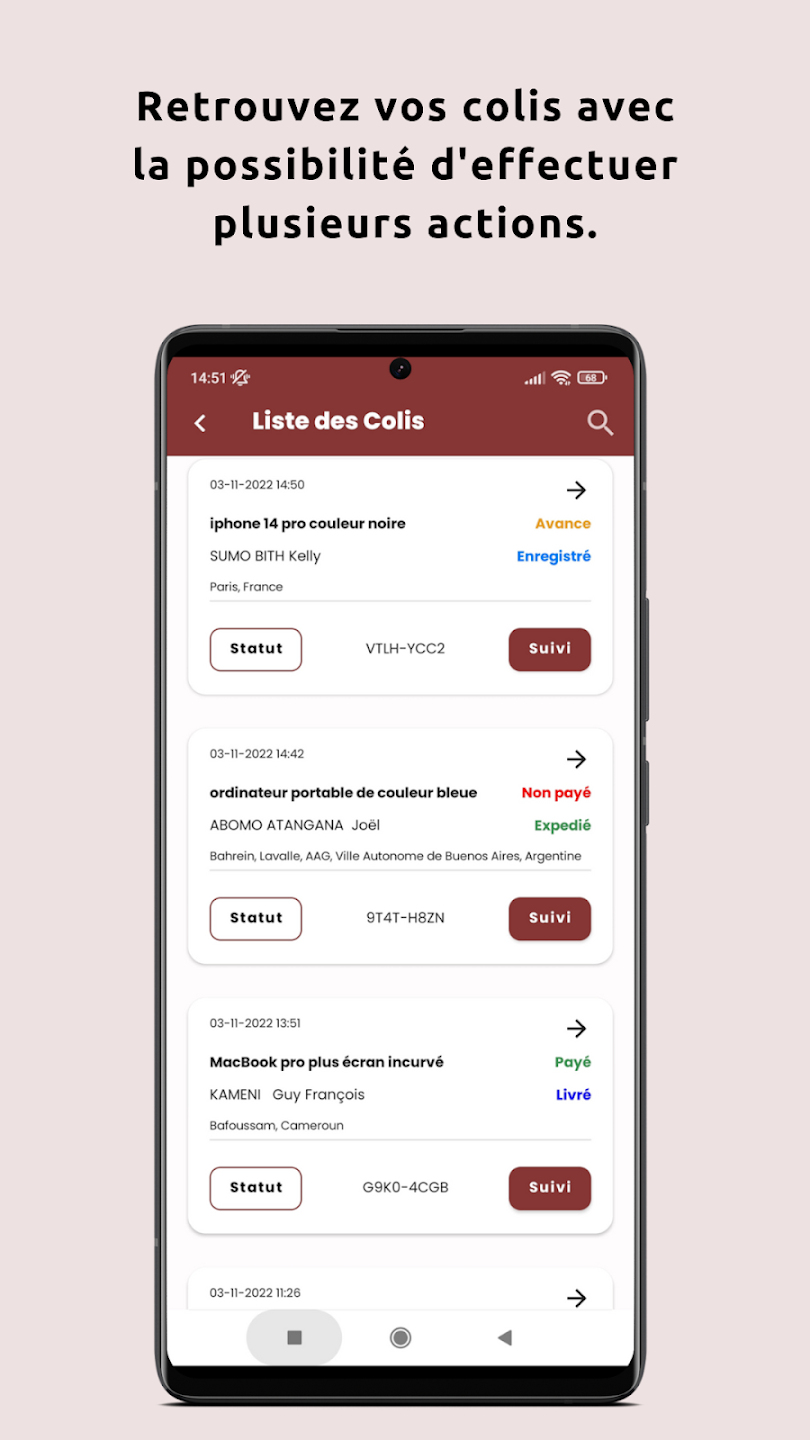 Retrouvez vos colis avec
la possibilité d'effectuer
plusieurs actions.
14:51
68
Liste des Colis
03-11-2022 14:50
iphone 14 pro couleur noire
Avance
SUMO BITH Kelly
Enregistré
Paris, France
Statut
VTLH-YCC2
Suivi
03-11-2022 14:42
ordinateur portable de couleur bleue
Non payé
ABOMO ATANGANA Joël
Expedié
Bahrein, Lavalle, AAG, Ville Autonome de Buenos Aires, Argentine
Statut
9T4T-H8ZN
Suivi
03-11-2022 13:51
MacBook pro plus écran incurvé
Payé
KAMENI Guy François
Livré
Bafoussam, Cameroun
Statut
G9K0-4CGB
Suivi
03-11-2022 11:26